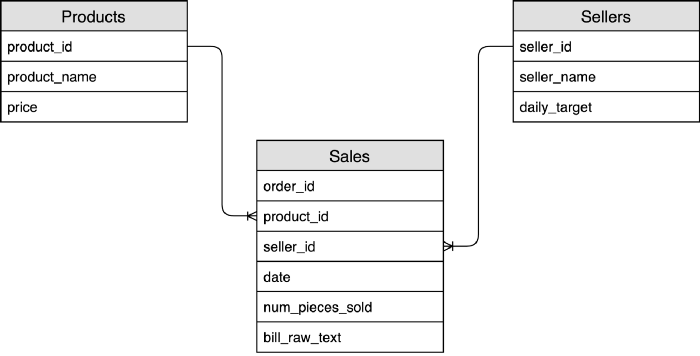 Products
product_id
product_name
price
Sellers
seller_id
seller_name
daily_target
Sales
order_id
product_id
seller_id
date
num_pieces_sold
bill_raw_text